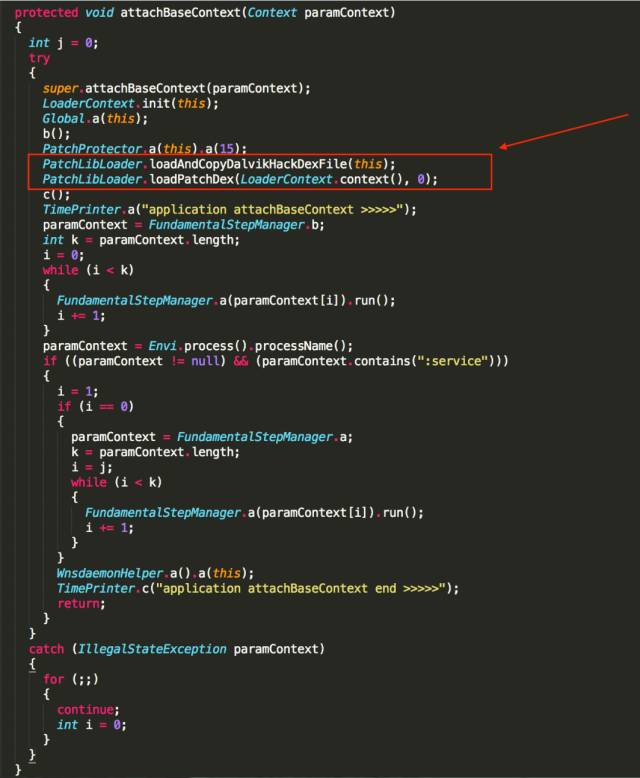 protected void attachBaseContext(Context paramContext)
{
int j = 0;
try
{
super.attachBaseContext(paramContext);
LoaderContext.init(this);
Global.a(this);
b();
PatchProtector.a(this).a(15);
PatchLibLoader.loadAndCopyDalvikHackDexFile(this);
PatchLibLoader.loadPatchDex(LoaderContext.context(), 0);
c();
TimePrinter.a("application attachBaseContext >>>>>");
paramContext = FundamentalStepManager.b;
int k = paramContext.length;
i = 0;
while (i < k)
{
FundamentalStepManager.a(paramContext[i]).run();
i += 1;
}
paramContext = Envi.process().processName();
if ((paramContext != null) && (paramContext.contains(":service")))
{
i = 1;
if (i == 0)
{
paramContext = FundamentalStepManager.a;
k = paramContext.length;
i = j;
while (i < k)
{
FundamentalStepManager.a(paramContext[i]).run();
i += 1;
}
}
WnsdaemonHelper.a().a(this);
TimePrinter.c("application attachBaseContext end >>>>>");
return;
}
}
catch (IllegalStateException paramContext)
{
for (;;)
{
continue;
int i = 0;
}
}
}